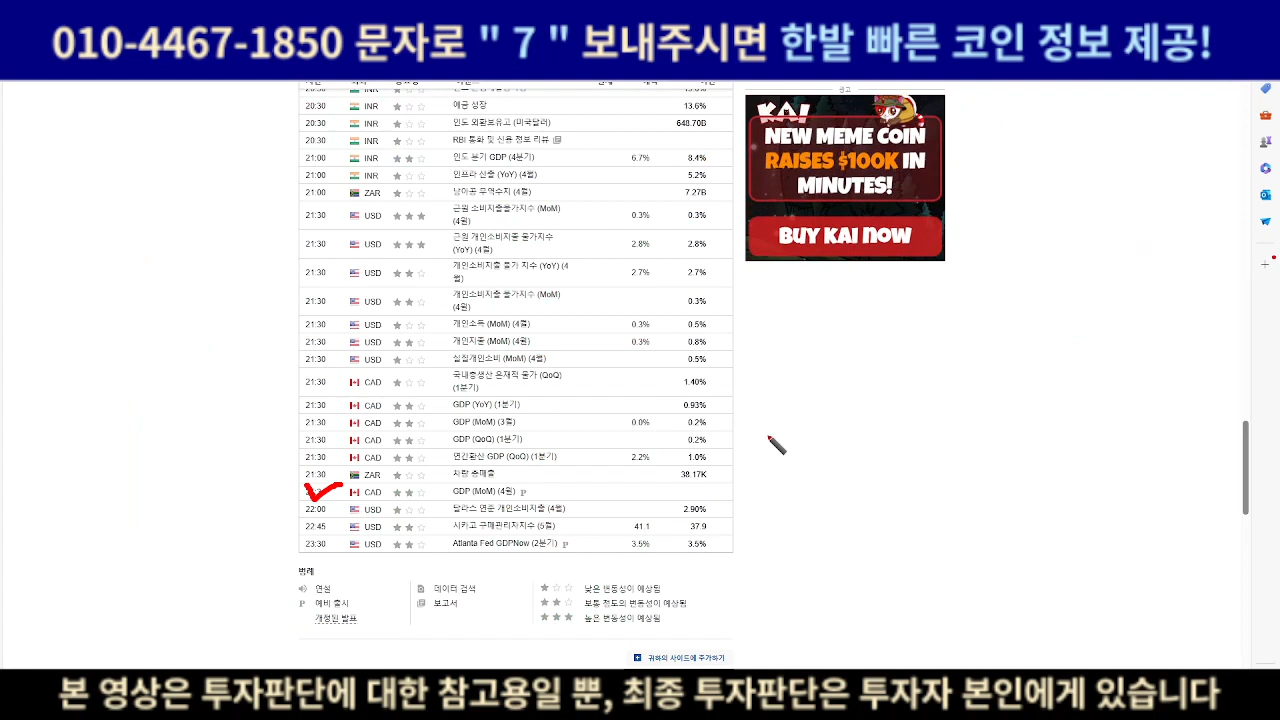 010-4467-1850 문자로 " 7 " 보내주시면 한발 빠른 코인 정보 제공!
20:30 INR 예금 성장 13.6%
20:30 INR 인도 외환보유고 (미국달러) 648.70B
20:30 INR RBI 통화 및 신용 정보 리뷰
21:00 INR 인도 분기 GDP (4분기) 6.7% 8.4%
21:00 INR 인프라 산출 (YoY) (4월) 5.2%
21:00 ZAR 남아공 무역수지 (4월) 7.27B
21:30 USD 근원 소비자지출물가지수 (MoM) (4월) 0.3% 0.3%
21:30 USD 근원 개인소비지출 물가지수 (YoY) (4월) 2.8% 2.8%
21:30 USD 개인소비지출 물가 지수 (YoY) (4월) 2.7% 2.7%
21:30 USD 개인소비지출 물가지수 (MoM) (4월) 0.3%
21:30 USD 개인소득 (MoM) (4월) 0.3% 0.5%
21:30 USD 개인지출 (MoM) (4월) 0.3% 0.8%
21:30 USD 실질개인소비 (MoM) (4월) 0.5%
21:30 CAD 국내총생산 은재적 물가 (QoQ) (1분기) 1.40%
21:30 CAD GDP (YoY) (1분기) 0.93%
21:30 CAD GDP (MoM) (3월) 0.0% 0.2%
21:30 CAD GDP (QoQ) (1분기) 0.2%
21:30 CAD 연간환산 GDP (QoQ) (1분기) 2.2% 1.0%
21:30 ZAR 차량 총매출 38.17K
CAD GDP (MoM) (4월) P
22:00 USD 달라스 연준 개인소비지출 (4월) 2.90%
22:45 USD 시카고 구매관리자지수 (5월) 41.1 37.9
23:30 USD Atlanta Fed GDPNow (2분기) P 3.5% 3.5%
범례
연설
P 예비 출시
개정된 발표
데이터 검색
보고서
낮은 변동성이 예상됨
보통 정도의 변동성이 예상됨
높은 변동성이 예상됨
귀하의 사이트에 추가하기
광고
KAI
NEW MEME COIN
RAISES $100K IN
MINUTES!
BUY KAI NOW
본 영상은 투자판단에 대한 참고용일 뿐, 최종 투자판단은 투자자 본인에게 있습니다